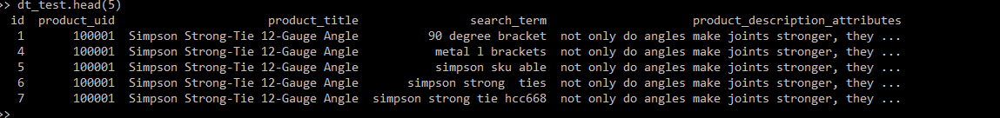 >> dt_test.head(5)
id product_uid product_title search_term product_description_attributes
1 100001 Simpson Strong-Tie 12-Gauge Angle 90 degree bracket not only do angles make joints stronger, they ...
4 100001 Simpson Strong-Tie 12-Gauge Angle metal l brackets not only do angles make joints stronger, they ...
5 100001 Simpson Strong-Tie 12-Gauge Angle simpson sku able not only do angles make joints stronger, they ...
6 100001 Simpson Strong-Tie 12-Gauge Angle simpson strong  ties not only do angles make joints stronger, they ...
7 100001 Simpson Strong-Tie 12-Gauge Angle simpson strong tie hcc668 not only do angles make joints stronger, they ...
>>